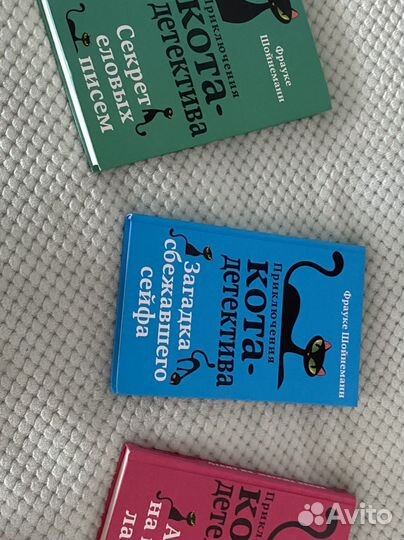 Фрауке
Шойнеманн
Приключения
КОТА-
детектива
Секрет
еловых
писем
Фрауке Шойнеманн
Приключения
КОТА-
детектива
Загадка
сбежавшего
сейфа
Avito